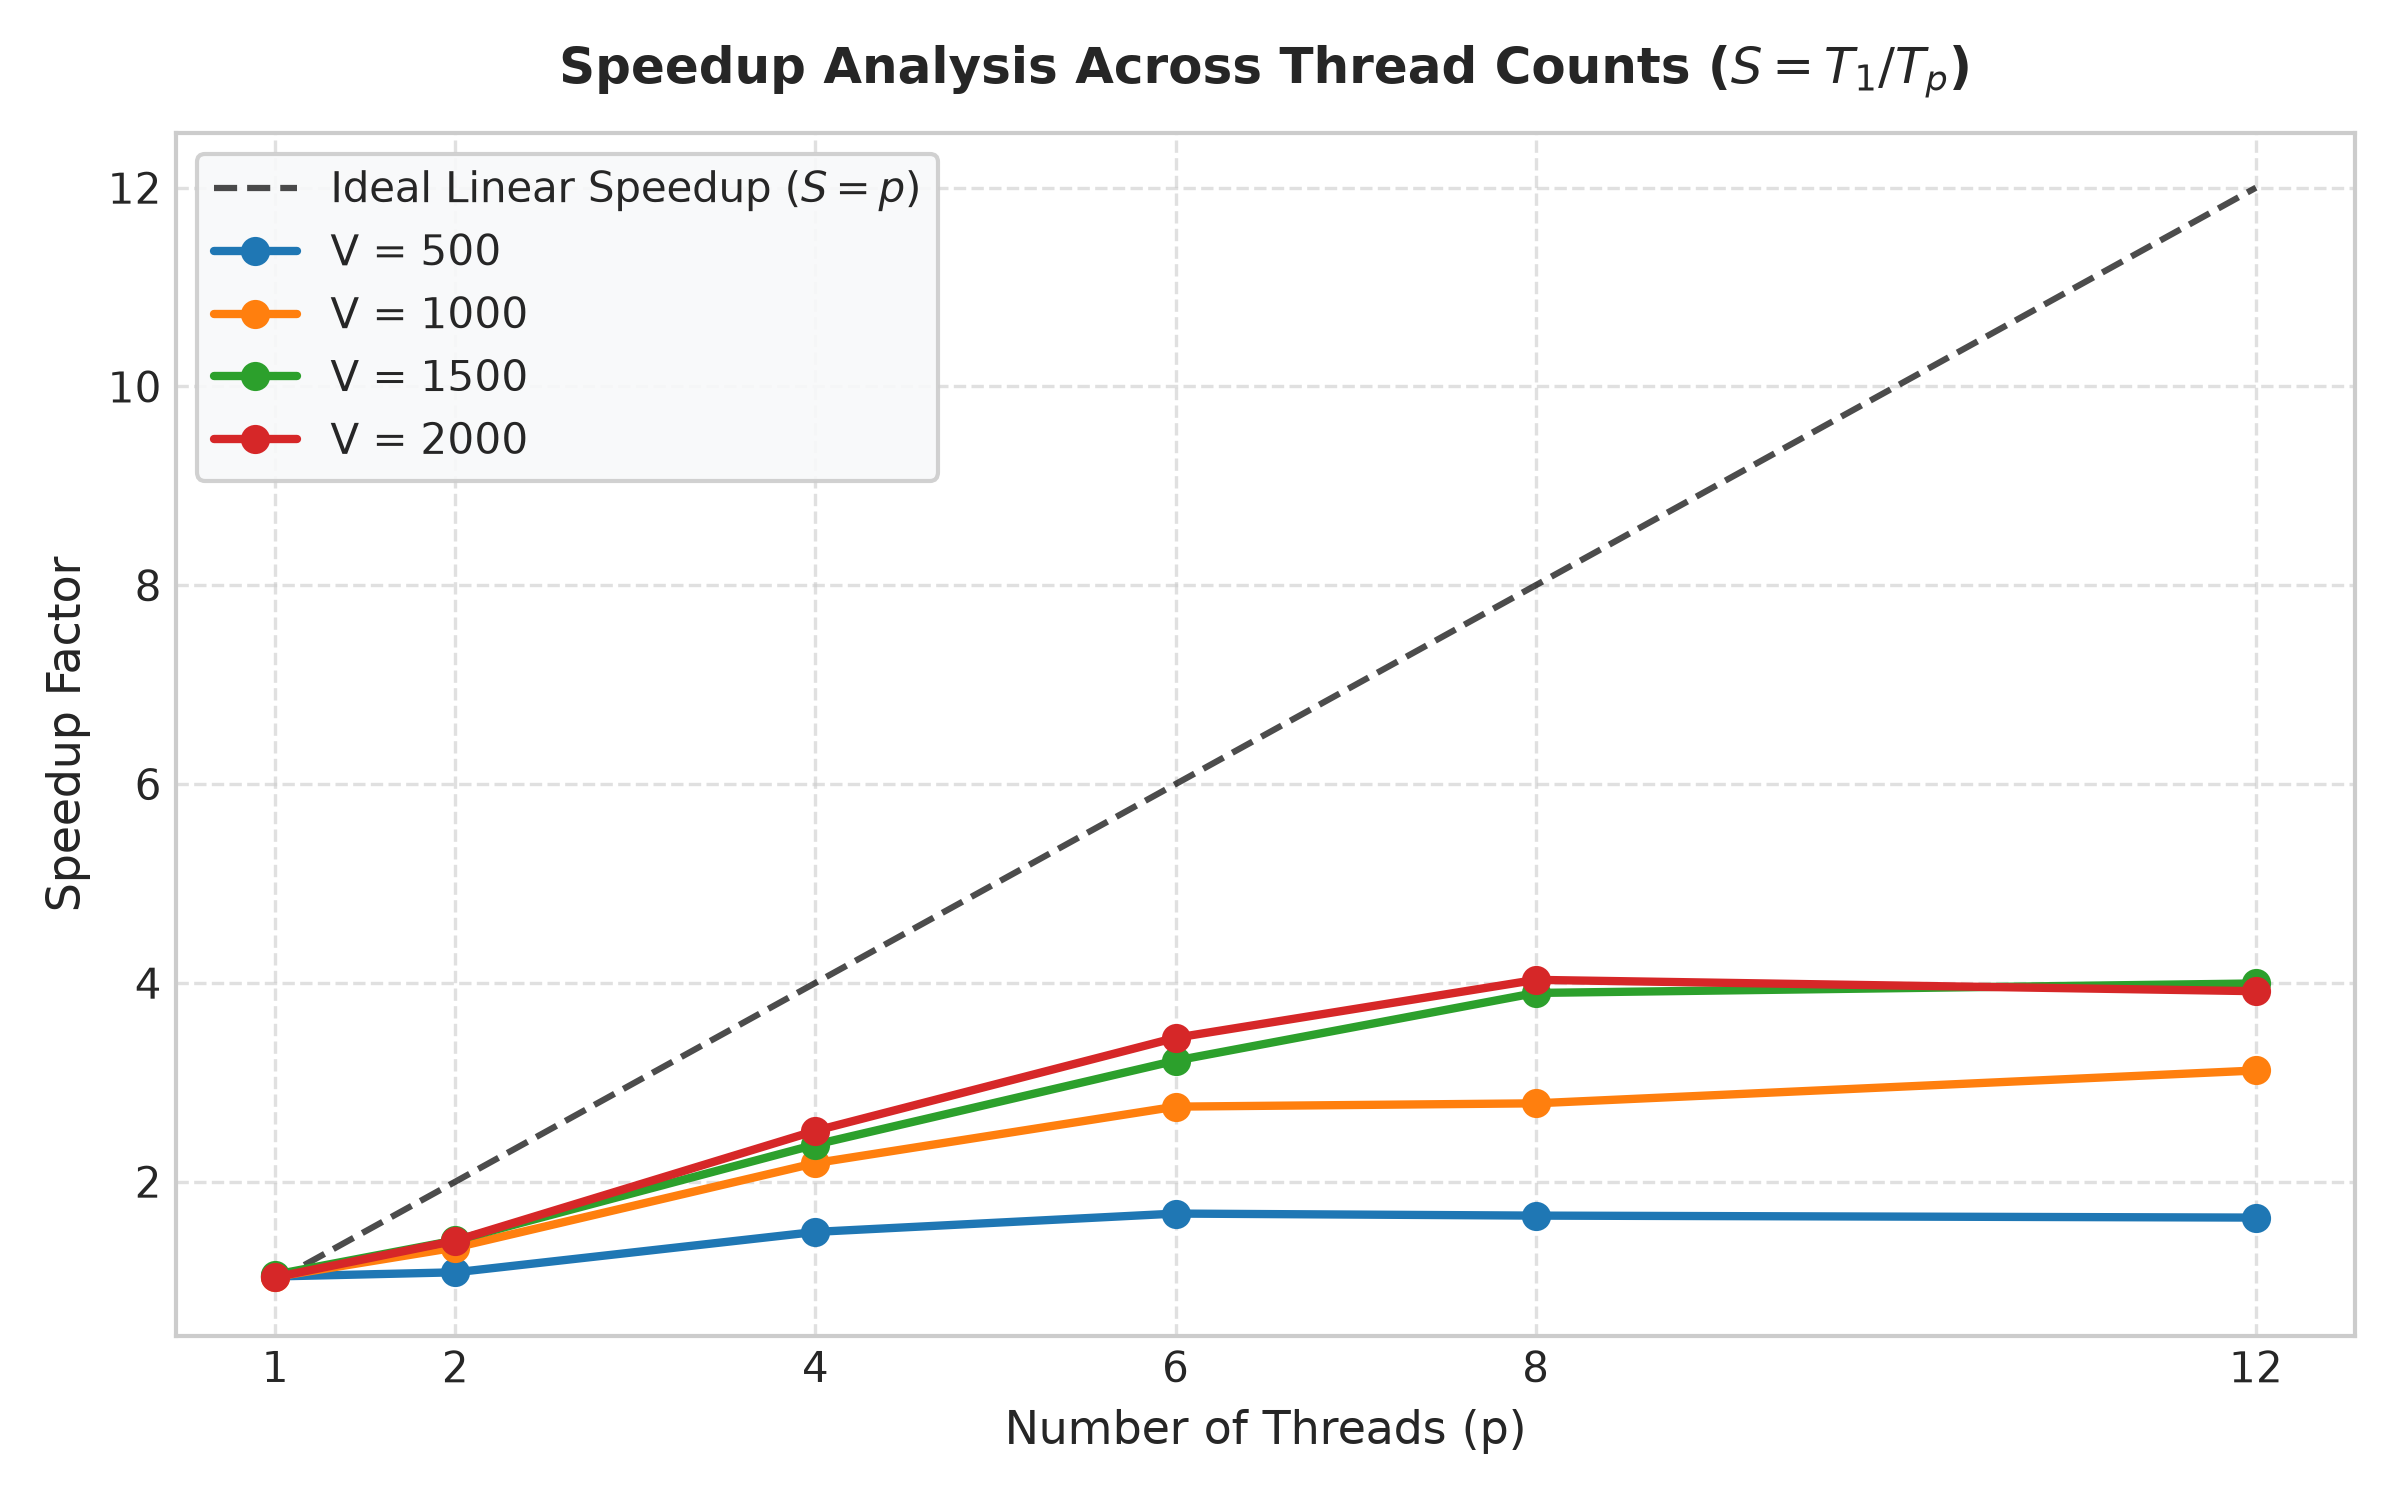 Speedup Analysis Across Thread Counts (S = T₁/Tₚ)
Ideal Linear Speedup (S = p)
V = 500
V = 1000
V = 1500
V = 2000
12
10
8
6
4
2
Speedup Factor
1 2 4 6 8 12
Number of Threads (p)